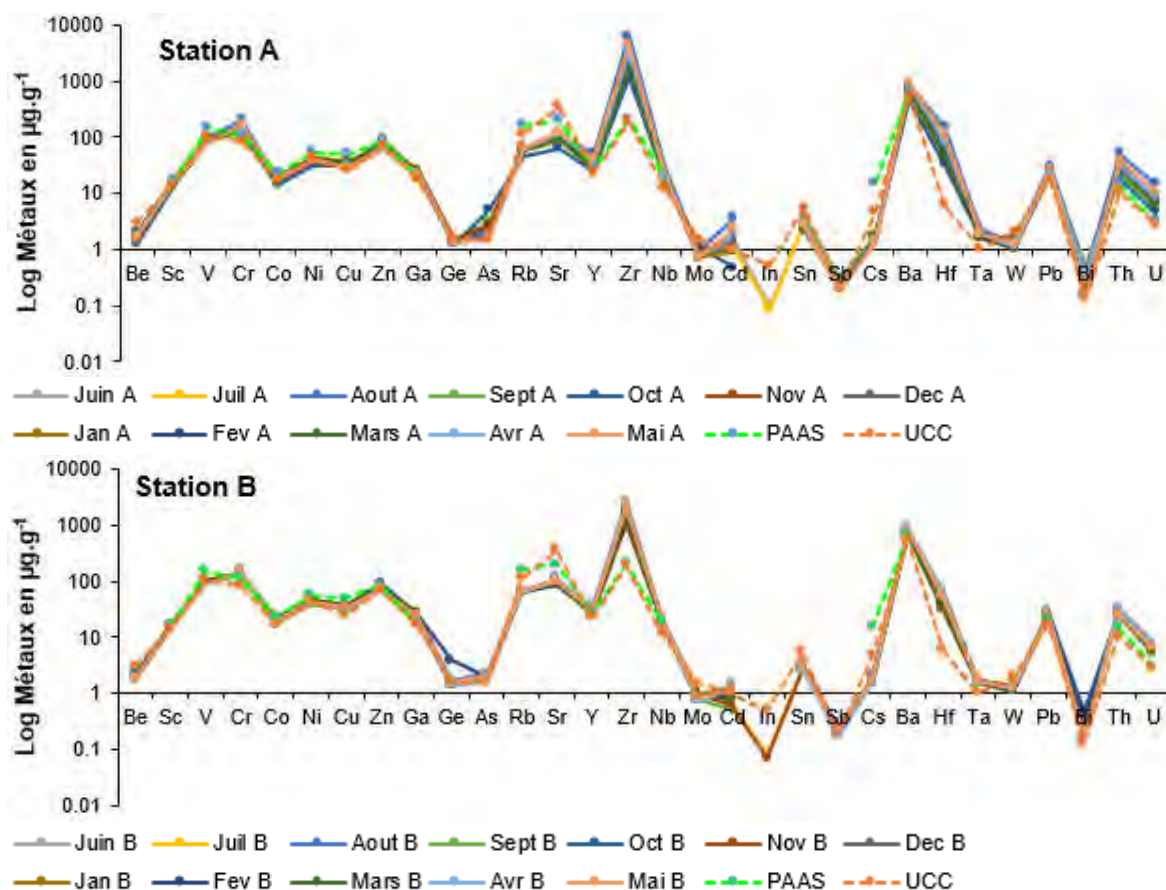 Station A
Log Métaux en µg.g-1
10000
1000
100
10
1
0.1
0.01
Be Sc V Cr Co Ni Cu Zn Ga Ge As Rb Sr Y Zr Nb Mo Cd In Sn Sb Cs Ba Hf Ta W Pb Bi Th U
Juin A Juil A Aout A Sept A Oct A Nov A Dec A
Jan A Fev A Mars A Avr A Mai A PAAS UCC
Station B
Log Métaux en µg.g-1
10000
1000
100
10
1
0.1
0.01
Be Sc V Cr Co Ni Cu Zn Ga Ge As Rb Sr Y Zr Nb Mo Cd In Sn Sb Cs Ba Hf Ta W Pb Bi Th U
Juin B Juil B Aout B Sept B Oct B Nov B Dec B
Jan B Fev B Mars B Avr B Mai B PAAS UCC